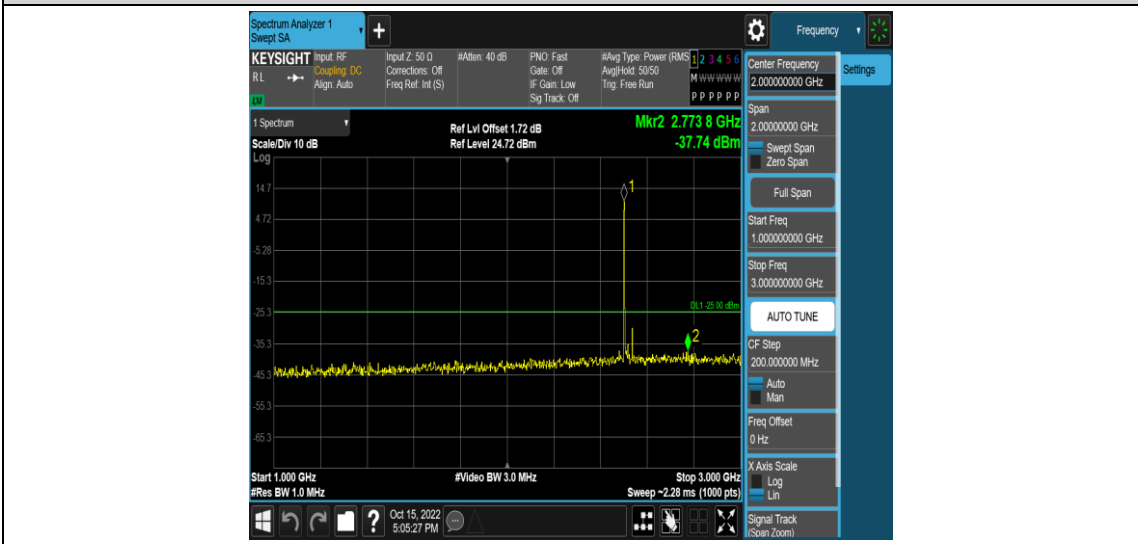 Spectrum Analyzer 1
Swept SA
+
Frequency
KEYSIGHT
RL
LXI
Input: RF
Coupling: DC
Align: Auto
Input Z: 50 Ω
Corrections: Off
Freq Ref: Int (S)
#Atten: 40 dB
PNO: Fast
Gate: Off
IF Gain: Low
Sig Track: Off
#Avg Type: Power (RMS
Avg|Hold: 50/50
Trig: Free Run
1 2 3 4 5 6
M W W W W W
P P P P P P
1 Spectrum
Scale/Div 10 dB
Log
Ref Lvl Offset 1.72 dB
Ref Level 24.72 dBm
Mkr2 2.773 8 GHz
-37.74 dBm
14.7
4.72
-5.28
-15.3
-25.3
-35.3
-45.3
-55.3
-65.3
1
DL1 -25.00 dBm
2
Start 1.000 GHz
#Res BW 1.0 MHz
#Video BW 3.0 MHz
Stop 3.000 GHz
Sweep ~2.28 ms (1000 pts)
?
Oct 15, 2022
5:05:27 PM
Center Frequency
2.000000000 GHz
Settings
Span
2.00000000 GHz
Swept Span
Zero Span
Full Span
Start Freq
1.000000000 GHz
Stop Freq
3.000000000 GHz
AUTO TUNE
CF Step
200.000000 MHz
Auto
Man
Freq Offset
0 Hz
X Axis Scale
Log
Lin
Signal Track
(Span Zoom)